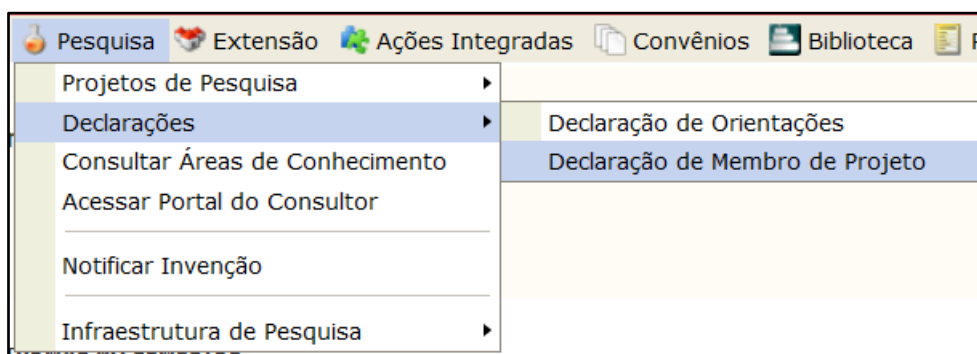 Pesquisa Extensão Ações Integradas Convênios Biblioteca
Projetos de Pesquisa
Declarações
Consultar Áreas de Conhecimento
Acessar Portal do Consultor
Notificar Invenção
Infraestrutura de Pesquisa
Declaração de Orientações
Declaração de Membro de Projeto